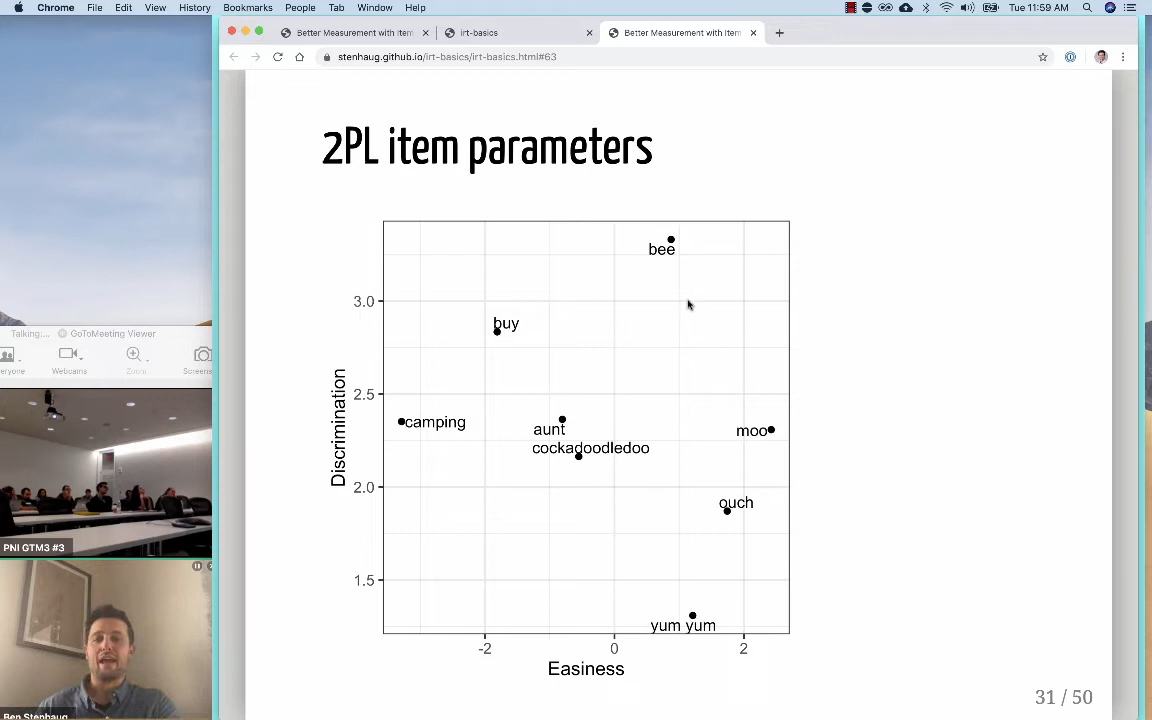 Chrome File Edit View History Bookmarks People Tab Window Help
Tue 11:59 AM
Better Measurement with Item
irt-basics
Better Measurement with Item
stenhaug.github.io/irt-basics/irt-basics.html#63
2PL item parameters
bee
3.0
buy
2.5
camping
aunt
moo
cockadoodledoo
Discrimination
2.0
ouch
1.5
yum yum
-2 0 2
Easiness
31 / 50
Talking:... GoToMeeting Viewer
eryone Webcams Zoom Screens
PNI GTM3 #3
Ben Stenhaug